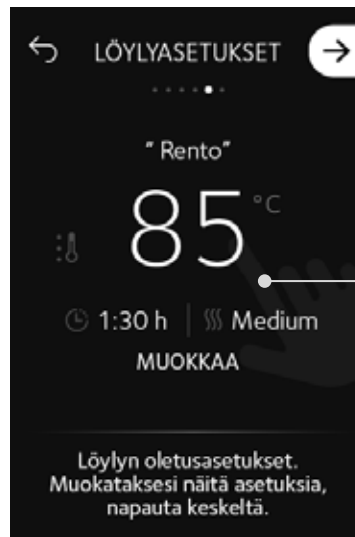 LÖYLYASETUKSET
“ Rento”
85 °C
1:30 h | Medium
MUOKKAA
Löylyn oletusasetukset.
Muokataksesi näitä asetuksia,
napauta keskeltä.